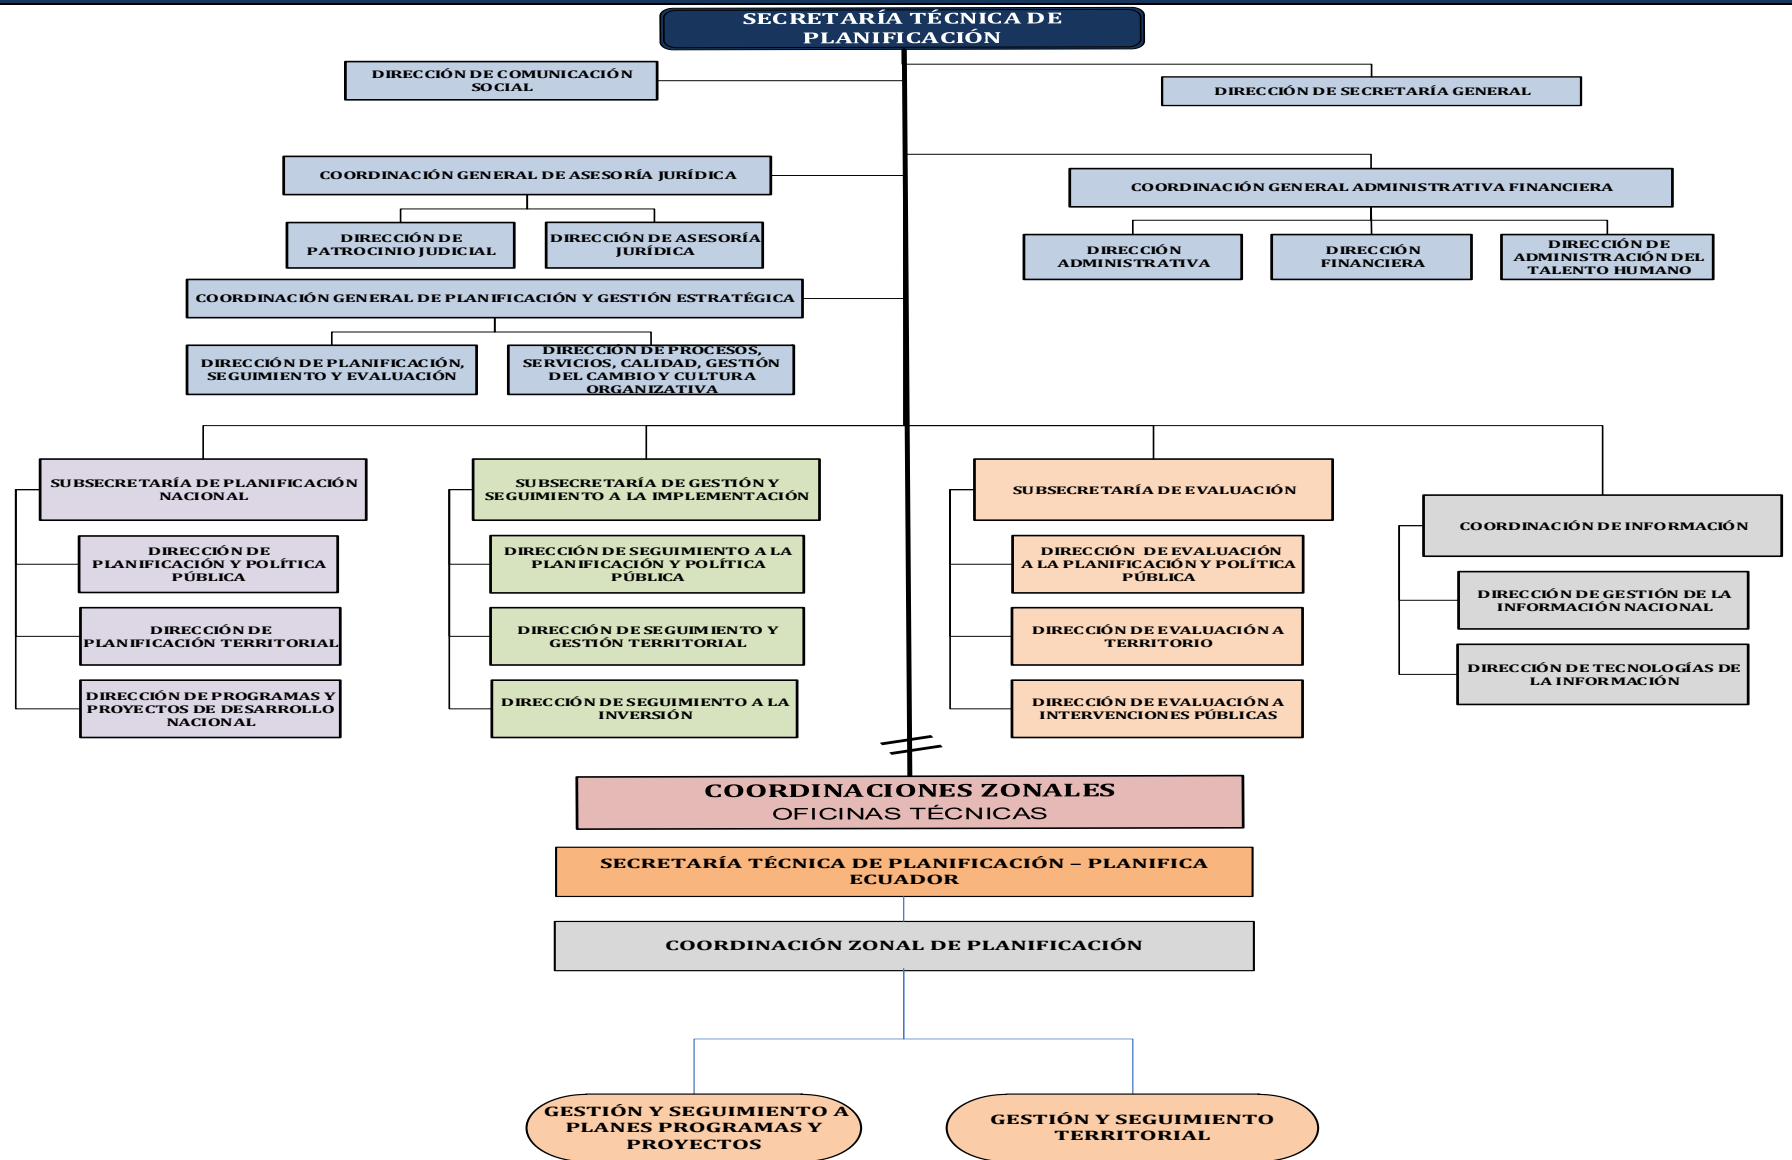 SECRETARÍA TÉCNICA DE
PLANIFICACIÓN
DIRECCIÓN DE COMUNICACIÓN
SOCIAL
DIRECCIÓN DE SECRETARÍA GENERAL
COORDINACIÓN GENERAL DE ASESORÍA JURÍDICA
COORDINACIÓN GENERAL ADMINISTRATIVA FINANCIERA
DIRECCIÓN DE
PATROCINIO JUDICIAL
DIRECCIÓN DE ASESORÍA
JURÍDICA
DIRECCIÓN
ADMINISTRATIVA
DIRECCIÓN
FINANCIERA
DIRECCIÓN DE
ADMINISTRACIÓN DEL
TALENTO HUMANO
COORDINACIÓN GENERAL DE PLANIFICACIÓN Y GESTIÓN ESTRATÉGICA
DIRECCIÓN DE PLANIFICACIÓN,
SEGUIMIENTO Y EVALUACIÓN
DIRECCIÓN DE PROCESOS,
SERVICIOS, CALIDAD, GESTIÓN
DEL CAMBIO Y CULTURA
ORGANIZATIVA
SUBSECRETARÍA DE PLANIFICACIÓN
NACIONAL
DIRECCIÓN DE
PLANIFICACIÓN Y POLÍTICA
PÚBLICA
DIRECCIÓN DE
PLANIFICACIÓN TERRITORIAL
DIRECCIÓN DE PROGRAMAS Y
PROYECTOS DE DESARROLLO
NACIONAL
SUBSECRETARÍA DE GESTIÓN Y
SEGUIMIENTO A LA IMPLEMENTACIÓN
DIRECCIÓN DE SEGUIMIENTO A LA
PLANIFICACIÓN Y POLÍTICA
PÚBLICA
DIRECCIÓN DE SEGUIMIENTO Y
GESTIÓN TERRITORIAL
DIRECCIÓN DE SEGUIMIENTO A LA
INVERSIÓN
SUBSECRETARÍA DE EVALUACIÓN
DIRECCIÓN DE EVALUACIÓN
A LA PLANIFICACIÓN Y POLÍTICA
PÚBLICA
DIRECCIÓN DE EVALUACIÓN A
TERRITORIO
DIRECCIÓN DE EVALUACIÓN A
INTERVENCIONES PÚBLICAS
COORDINACIÓN DE INFORMACIÓN
DIRECCIÓN DE GESTIÓN DE LA
INFORMACIÓN NACIONAL
DIRECCIÓN DE TECNOLOGÍAS DE
LA INFORMACIÓN
COORDINACIONES ZONALES
OFICINAS TÉCNICAS
SECRETARÍA TÉCNICA DE PLANIFICACIÓN – PLANIFICA
ECUADOR
COORDINACIÓN ZONAL DE PLANIFICACIÓN
GESTIÓN Y SEGUIMIENTO A
PLANES PROGRAMAS Y
PROYECTOS
GESTIÓN Y SEGUIMIENTO
TERRITORIAL